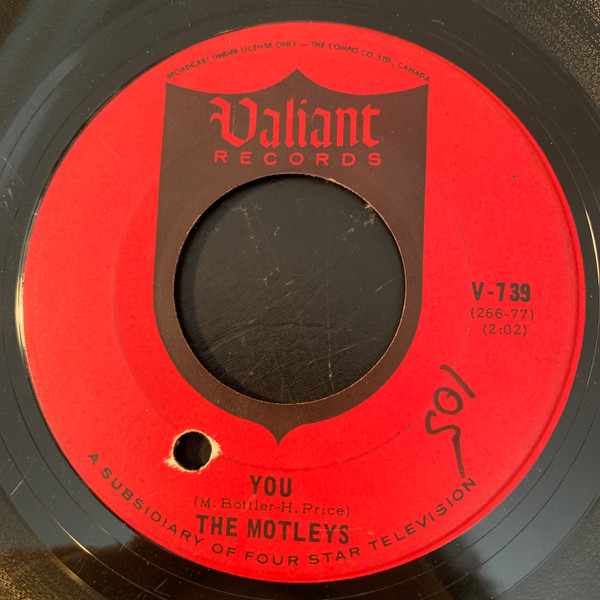 BROADCAST UNDER LICENSE ONLY — THE COMPO CO. LTD., CANADA
Valiant
RECORDS
V-739
(266-77)
(2:02)
YOU
(M. Bottler-H. Price)
THE MOTLEYS
A SUBSIDIARY OF FOUR STAR TELEVISION